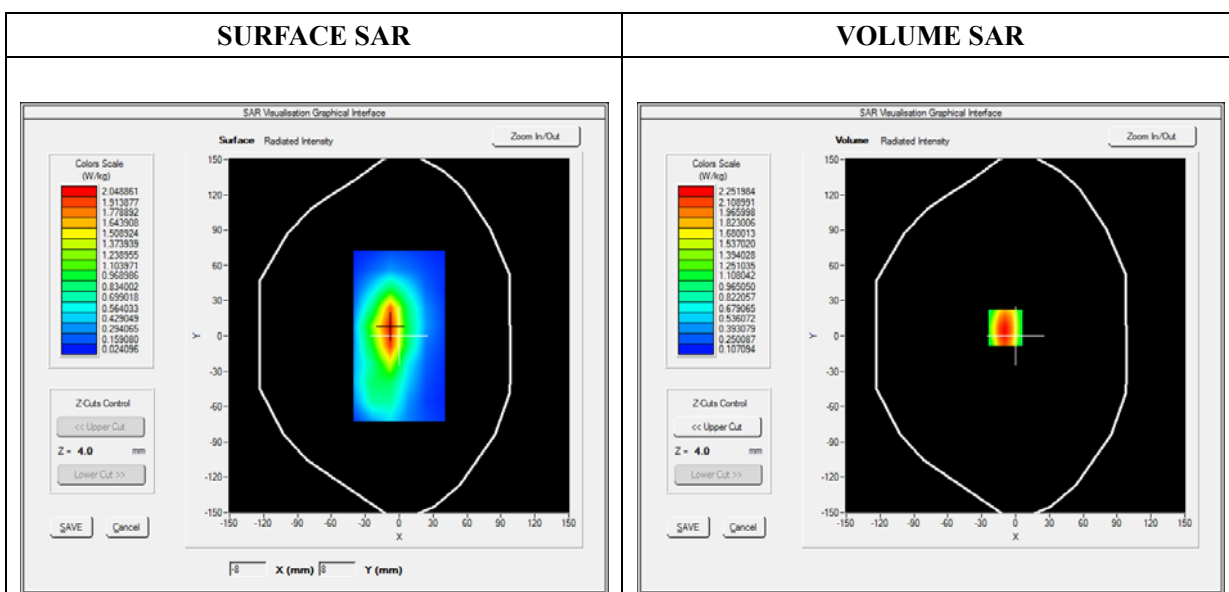 SURFACE SAR
VOLUME SAR
SAR Visualisation Graphical Interface
Surface Radiated Intensity
Zoom In/Out
Colors Scale
(W/kg)
2.048861
1.913877
1.778892
1.643908
1.508924
1.373939
1.238955
1.103971
0.968986
0.834002
0.699018
0.564033
0.429049
0.294065
0.159080
0.024096
150
120
90
60
30
0
-30
-60
-90
-120
-150
Y
-150 -120 -90 -60 -30 0 30 60 90 120 150
X
Z-Cuts Control
<< Upper Cut
Z = 4.0 mm
Lower Cut >>
SAVE Cancel
-8 X (mm) 8 Y (mm)
SAR Visualisation Graphical Interface
Volume Radiated Intensity
Zoom In/Out
Colors Scale
(W/kg)
2.251984
2.108991
1.965998
1.823006
1.680013
1.537020
1.394028
1.251035
1.108042
0.965050
0.822057
0.679065
0.536072
0.393079
0.250087
0.107094
150
120
90
60
30
0
-30
-60
-90
-120
-150
Y
-150 -120 -90 -60 -30 0 30 60 90 120 150
X
Z-Cuts Control
<< Upper Cut
Z = 4.0 mm
Lower Cut >>
SAVE Cancel